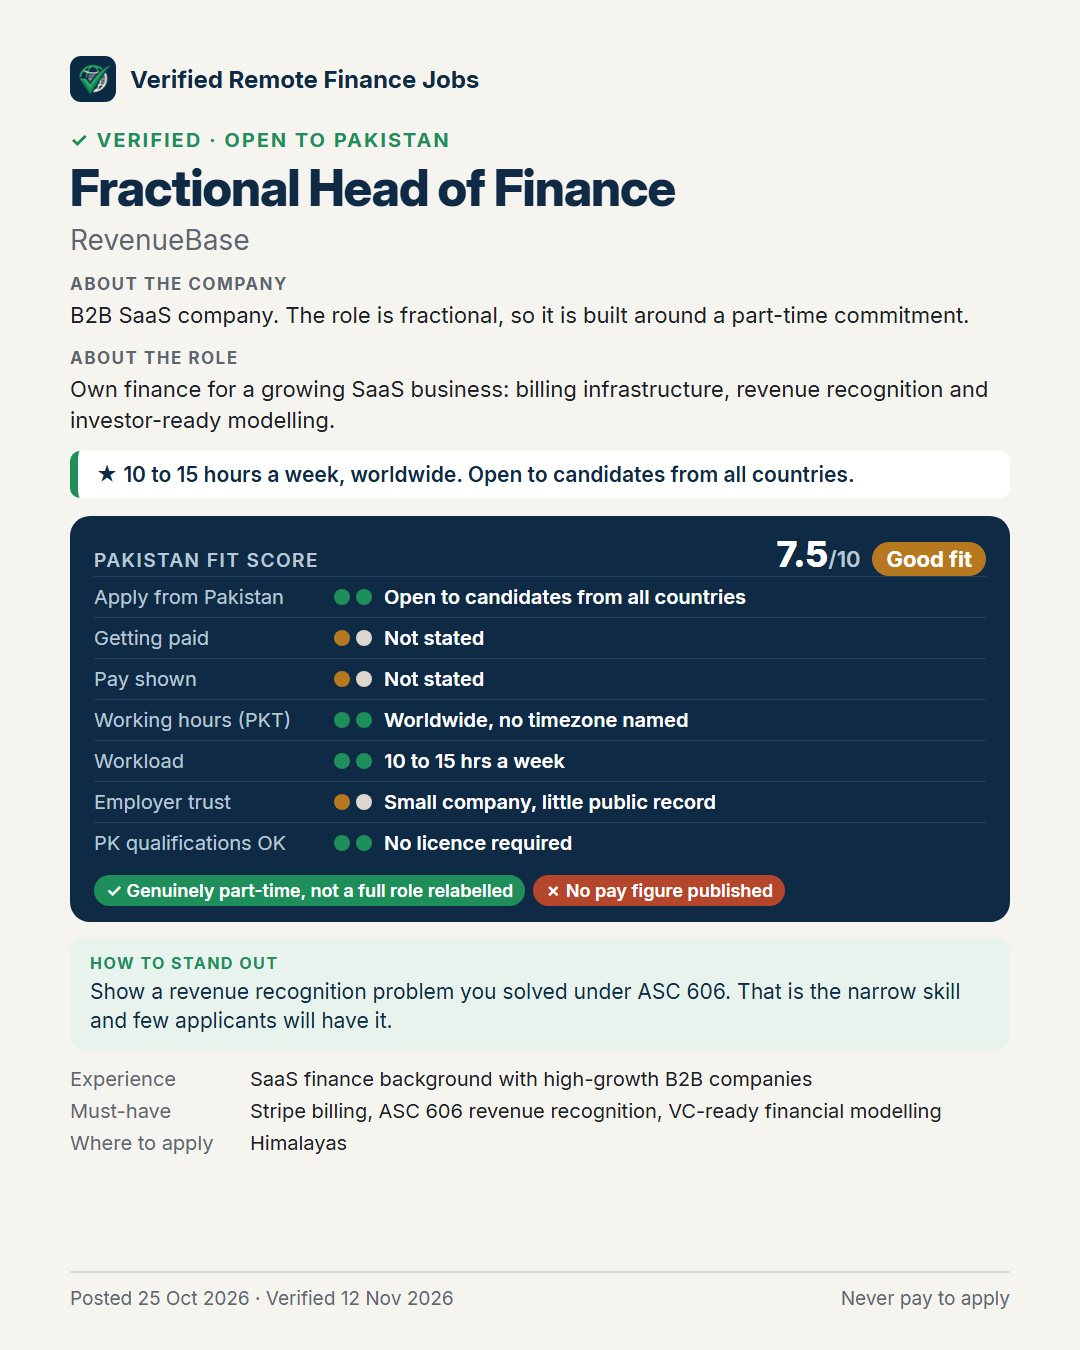 Verified Remote Finance Jobs
✓ VERIFIED · OPEN TO PAKISTAN
Fractional Head of Finance
RevenueBase
ABOUT THE COMPANY
B2B SaaS company. The role is fractional, so it is built around a part-time commitment.
ABOUT THE ROLE
Own finance for a growing SaaS business: billing infrastructure, revenue recognition and
investor-ready modelling.
★ 10 to 15 hours a week, worldwide. Open to candidates from all countries.
PAKISTAN FIT SCORE 7.5/10 Good fit
Apply from Pakistan Open to candidates from all countries
Getting paid Not stated
Pay shown Not stated
Working hours (PKT) Worldwide, no timezone named
Workload 10 to 15 hrs a week
Employer trust Small company, little public record
PK qualifications OK No licence required
✓ Genuinely part-time, not a full role relabelled × No pay figure published
HOW TO STAND OUT
Show a revenue recognition problem you solved under ASC 606. That is the narrow skill
and few applicants will have it.
Experience SaaS finance background with high-growth B2B companies
Must-have Stripe billing, ASC 606 revenue recognition, VC-ready financial modelling
Where to apply Himalayas
Posted 25 Oct 2026 · Verified 12 Nov 2026 Never pay to apply